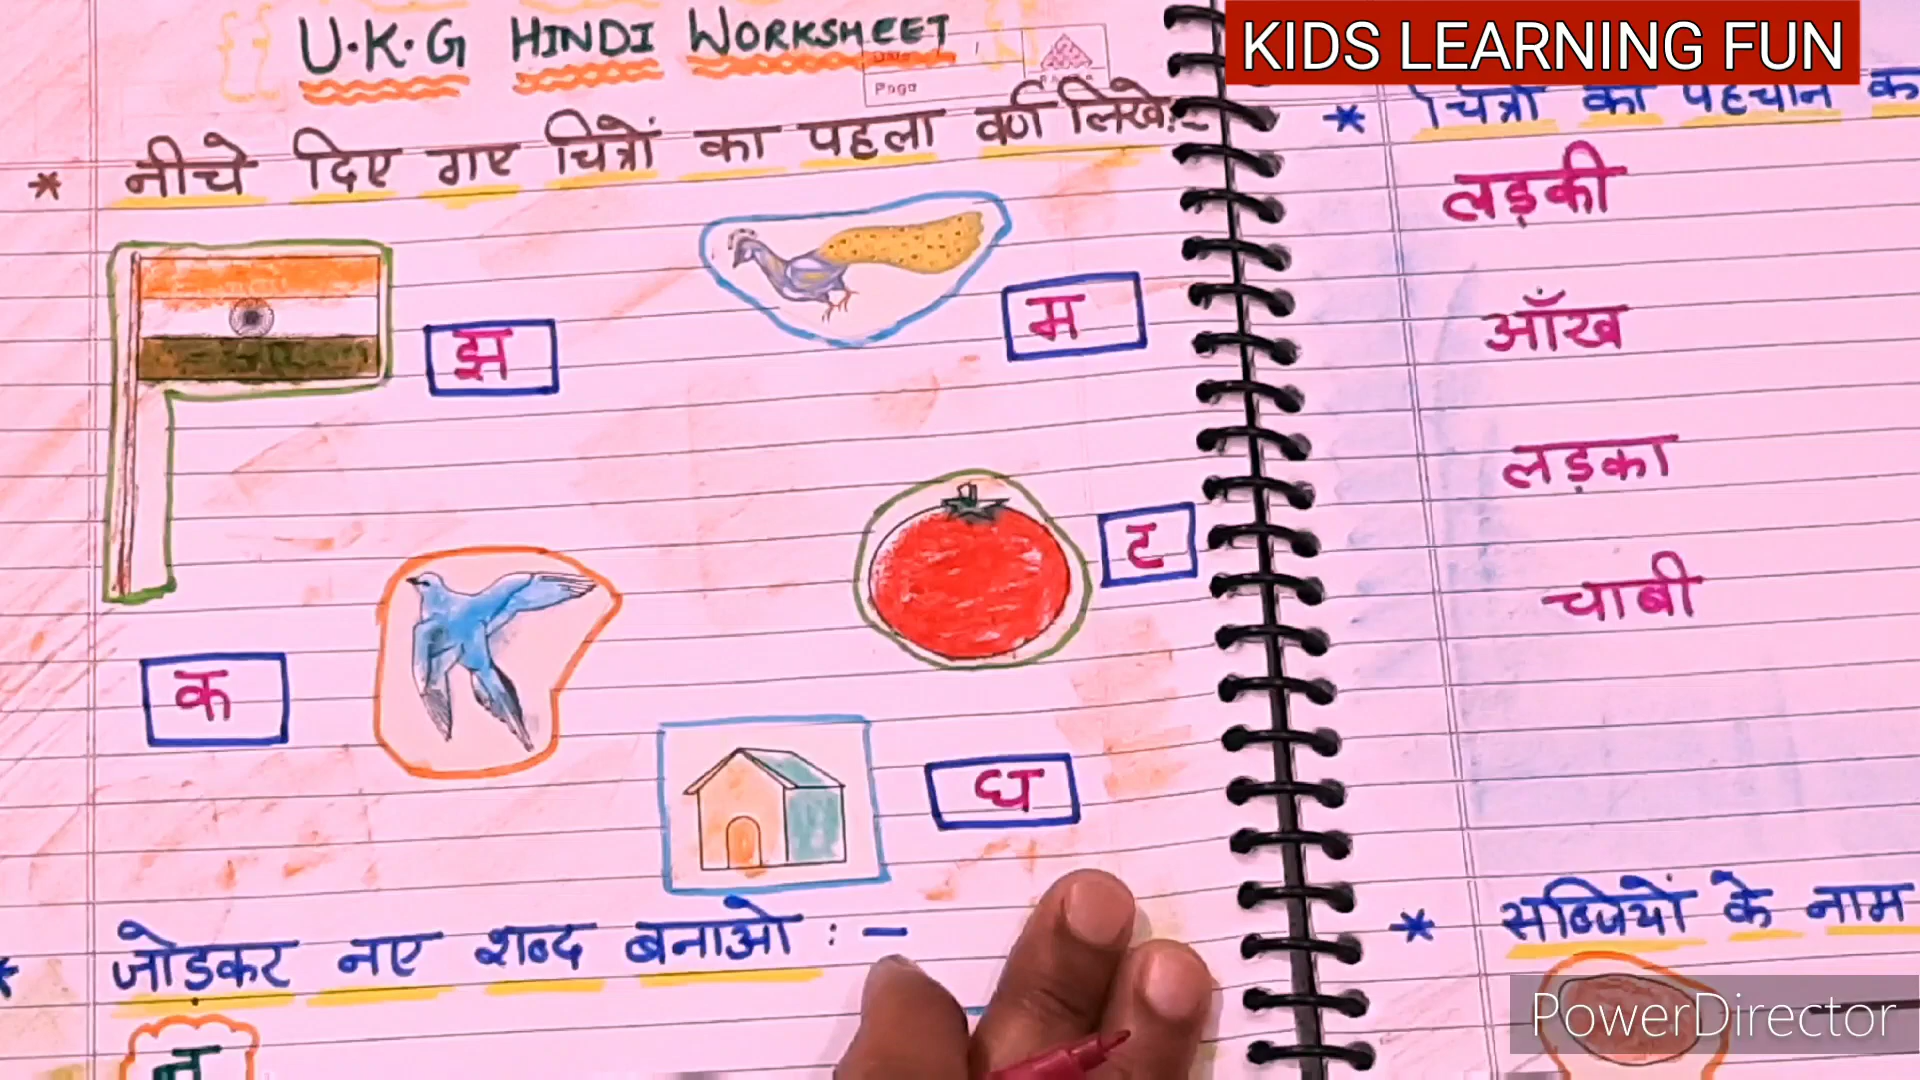 KIDS LEARNING FUN
U.K.G HINDI WORKSHEET
Page
* नीचे दिए गए चित्रों का पहला वर्ण लिखे:-
झ
म
ट
क
घ
* जोडकर नए शब्द बनाओ :-
* चित्रों को पहचान क
लड़की
आँख
लड़का
चाबी
* सब्जियों के नाम
PowerDirector